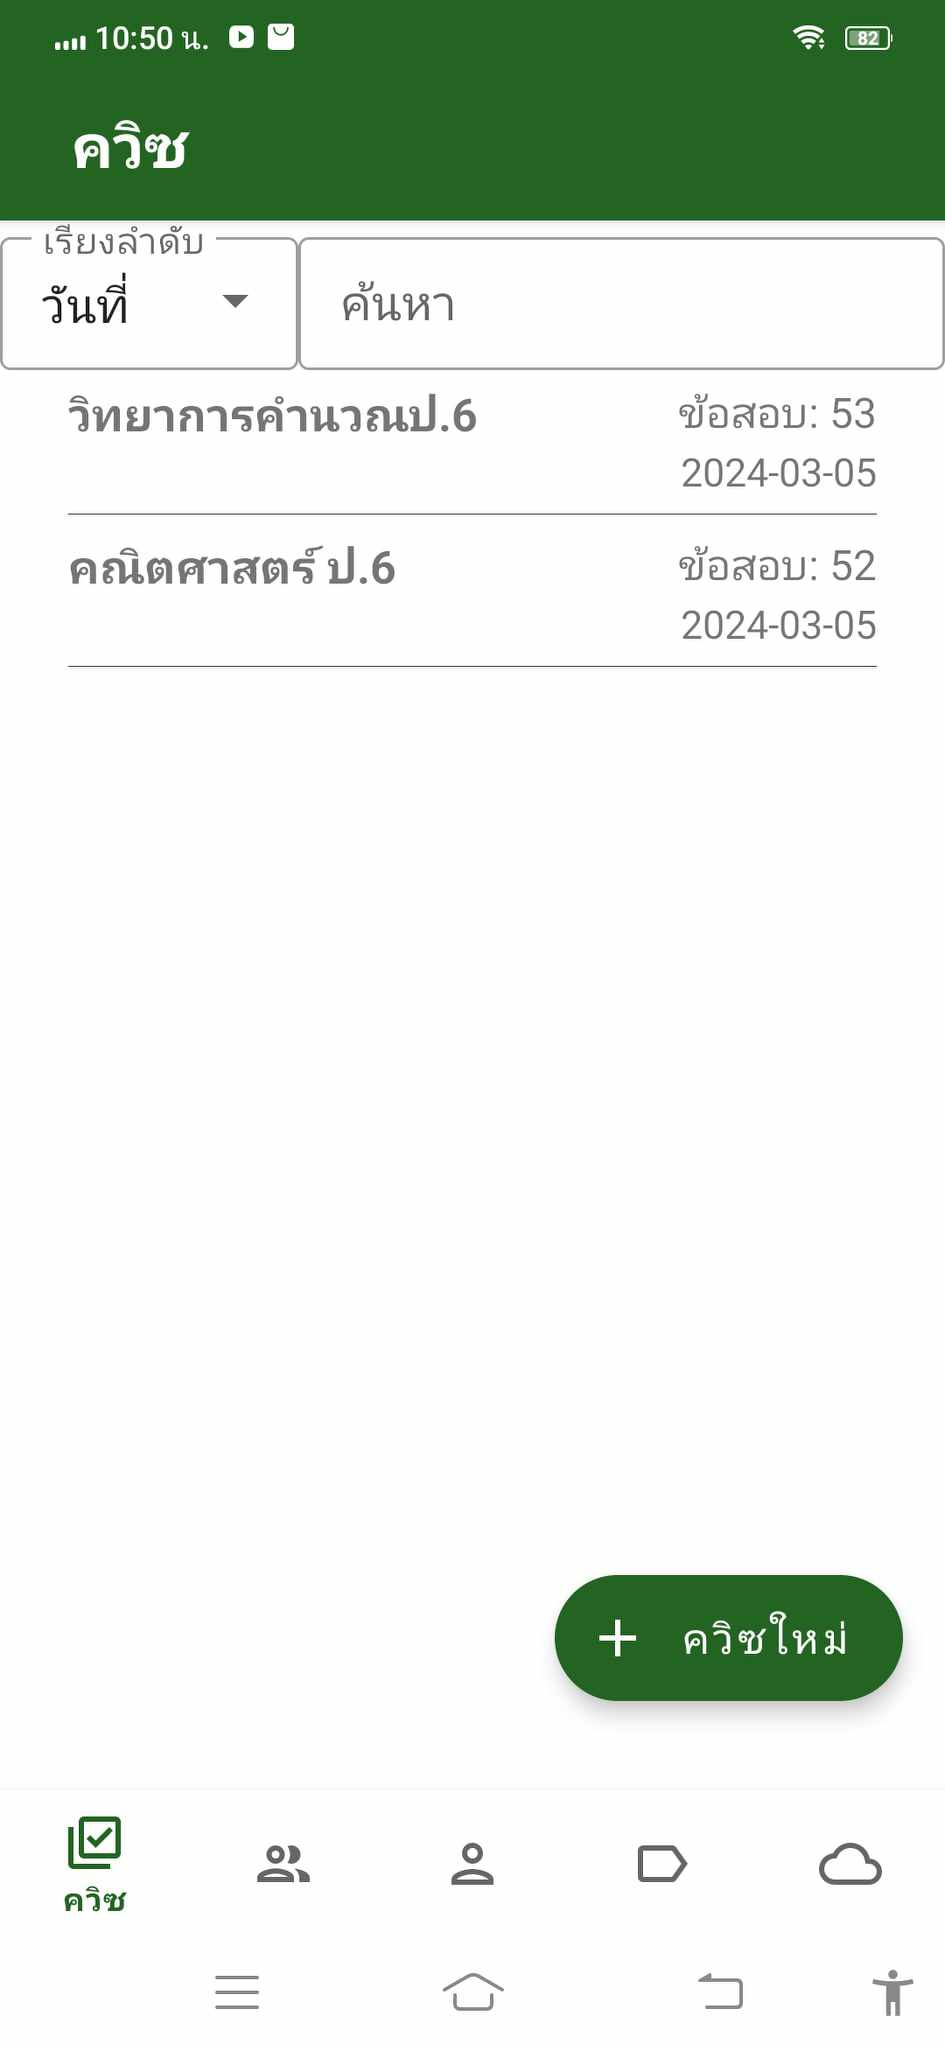 10:50 น.
82
ควิซ
เรียงลำดับ
วันที่
ค้นหา
วิทยาการคำนวณป.6
ข้อสอบ: 53
2024-03-05
คณิตศาสตร์ ป.6
ข้อสอบ: 52
2024-03-05
+ ควิซใหม่
ควิซ